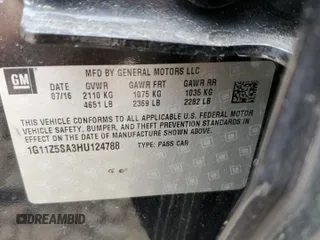 GM
MFD BY GENERAL MOTORS LLC
DATE GVWR GAWR FRT GAWR RR
07/16 2110 KG 1075 KG 1035 KG
4651 LB 2369 LB 2282 LB
THIS VEHICLE CONFORMS TO ALL APPLICABLE U.S. FEDERAL MOTOR
VEHICLE SAFETY, BUMPER, AND THEFT PREVENTION STANDARDS IN
EFFECT ON THE DATE OF MANUFACTURE SHOWN ABOVE.
1G11Z5SA3HU124788 TYPE: PASS CAR